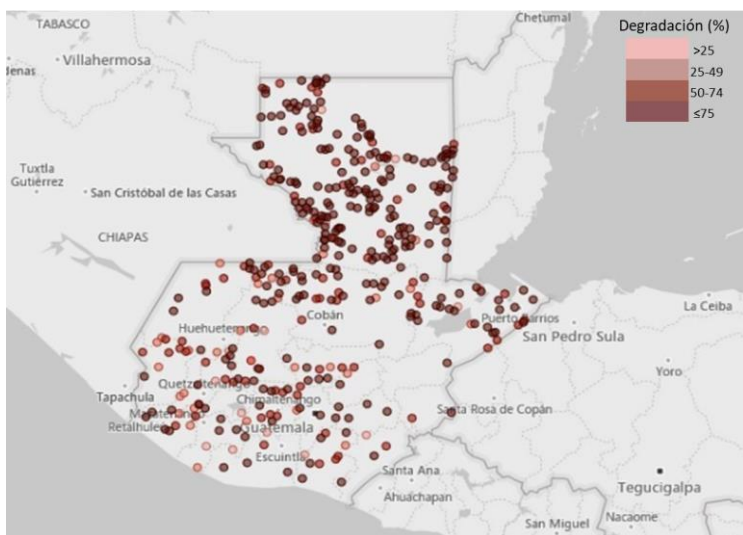 TABASCO
Chetumal
Degradación (%)
>25
25-49
50-74
≤75
Villahermosa
denas
Tuxtla
Gutiérrez
San Cristóbal de las Casas
CHIAPAS
La Ceiba
Puerto Barrios
San Pedro Sula
Cobán
Huehuetenango
Yoro
Tapachula
Quetzaltenango
Chimaltenango
Santa Rosa de Copán
Retalhuleu
Guatemala
Escuintla
Santa Ana
Ahuachapan
Tegucigalpa
San Miguel
Nacaome